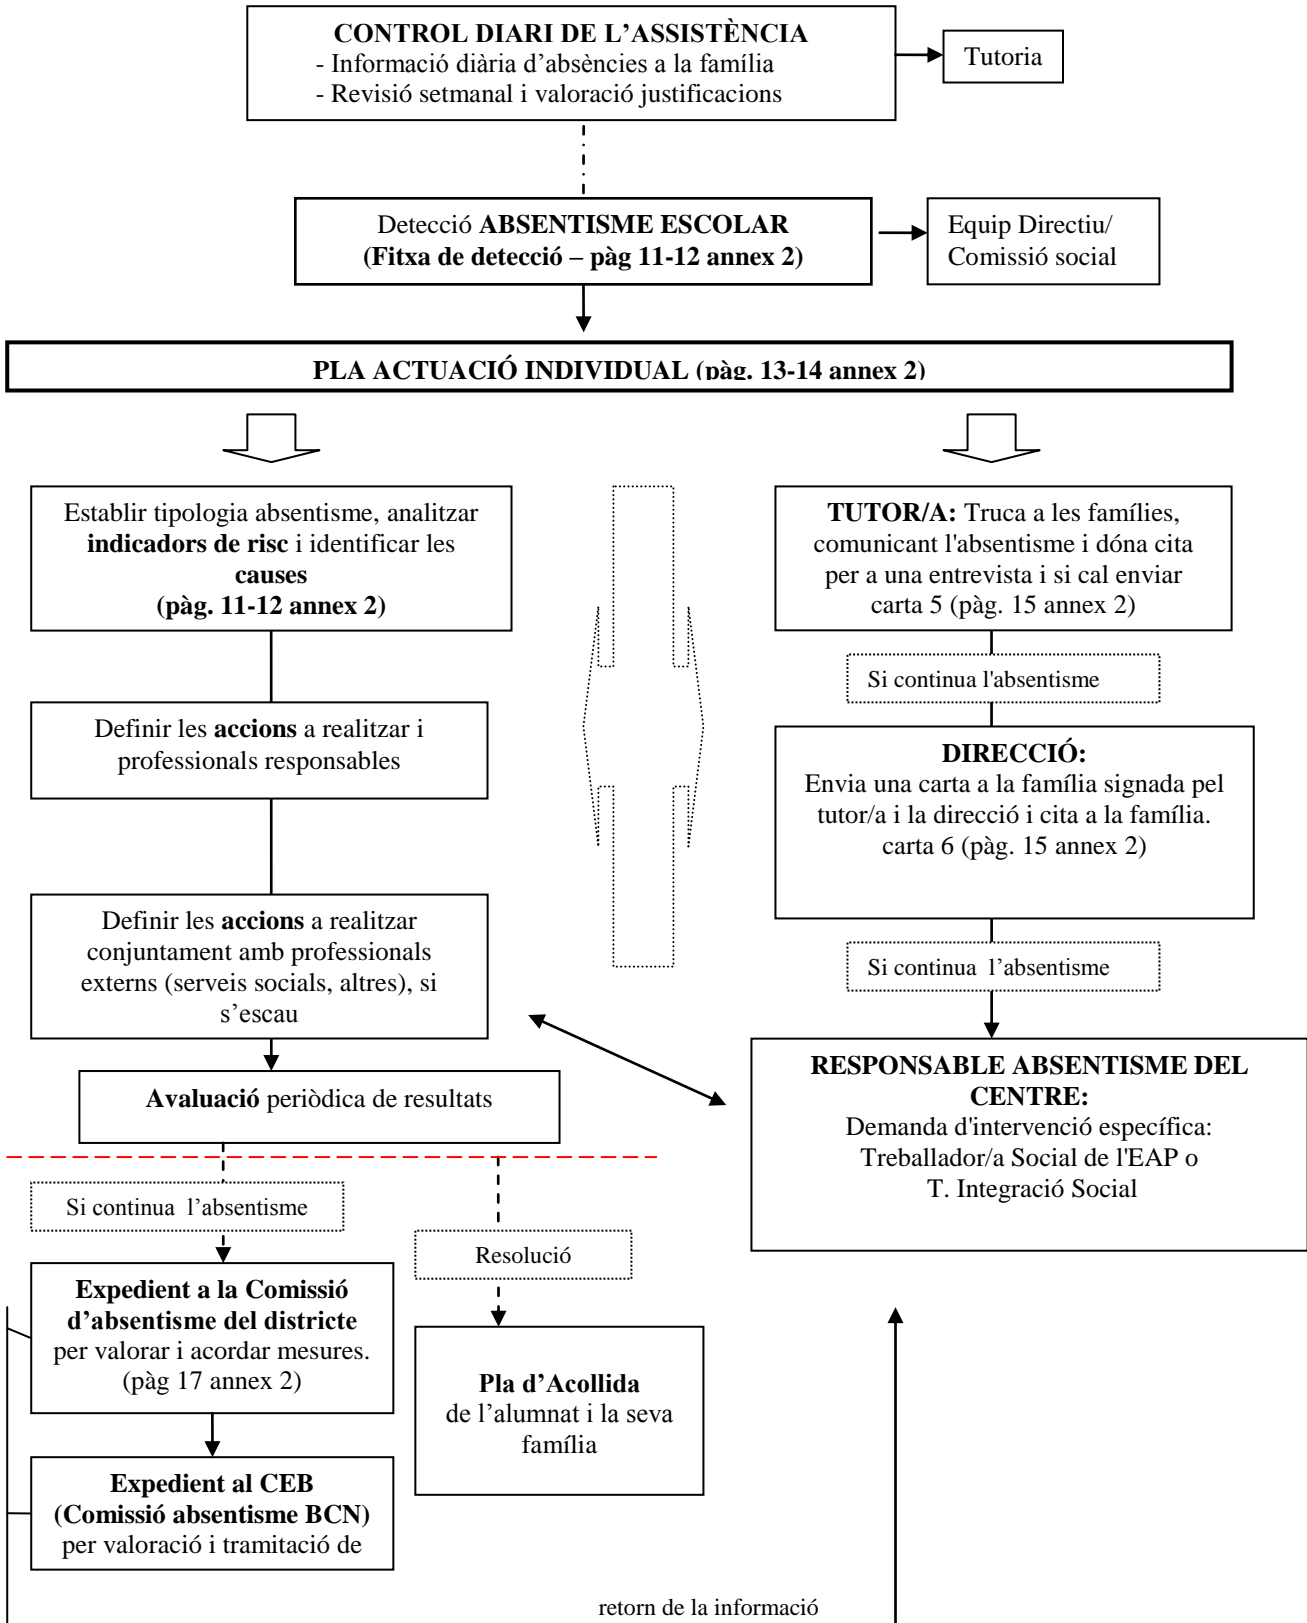 CONTROL DIARI DE L’ASSISTÈNCIA
- Informació diària d’absències a la família
- Revisió setmanal i valoració justificacions
Tutoria
Detecció ABSENTISME ESCOLAR
(Fitxa de detecció – pàg 11-12 annex 2)
Equip Directiu/
Comissió social
PLA ACTUACIÓ INDIVIDUAL (pàg. 13-14 annex 2)
Establir tipologia absentisme, analitzar
indicadors de risc i identificar les
causes
(pàg. 11-12 annex 2)
Definir les accions a realitzar i
professionals responsables
Definir les accions a realitzar
conjuntament amb professionals
externs (serveis socials, altres), si
s’escau
Avaluació periòdica de resultats
TUTOR/A: Truca a les famílies,
comunicant l'absentisme i dóna cita
per a una entrevista i si cal enviar
carta 5 (pàg. 15 annex 2)
Si continua l'absentisme
DIRECCIÓ:
Envia una carta a la família signada pel
tutor/a i la direcció i cita a la família.
carta 6 (pàg. 15 annex 2)
Si continua l’absentisme
RESPONSABLE ABSENTISME DEL
CENTRE:
Demanda d'intervenció específica:
Treballador/a Social de l'EAP o
T. Integració Social
Si continua l’absentisme
Resolució
Expedient a la Comissió
d’absentisme del districte
per valorar i acordar mesures.
(pàg 17 annex 2)
Pla d’Acollida
de l’alumnat i la seva
família
Expedient al CEB
(Comissió absentisme BCN)
per valoració i tramitació de
retorn de la informació